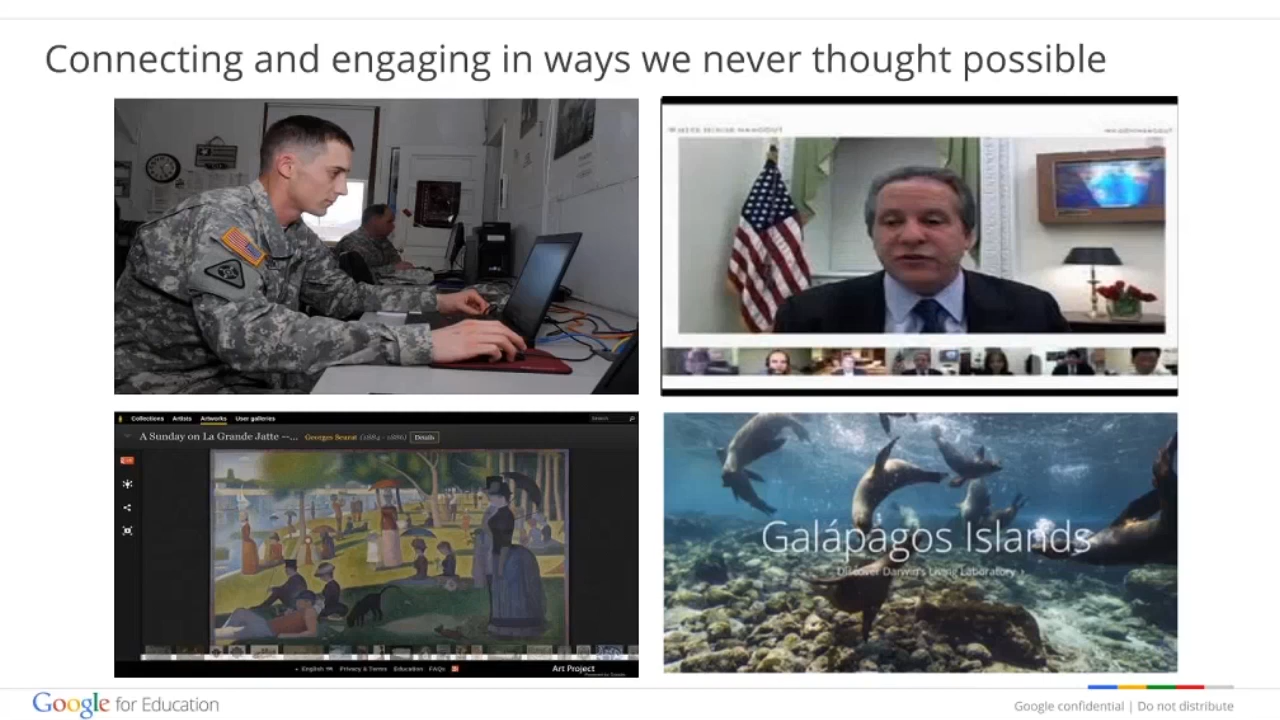 Connecting and engaging in ways we never thought possible
Collections Artists Artworks User galleries
A Sunday on La Grande Jatte --... Georges Seurat (1884 - 1886) Details
English Privacy & Terms Education FAQs
Art Project
Galápagos Islands
Discover Darwin's Living Laboratory
Google for Education
Google confidential | Do not distribute